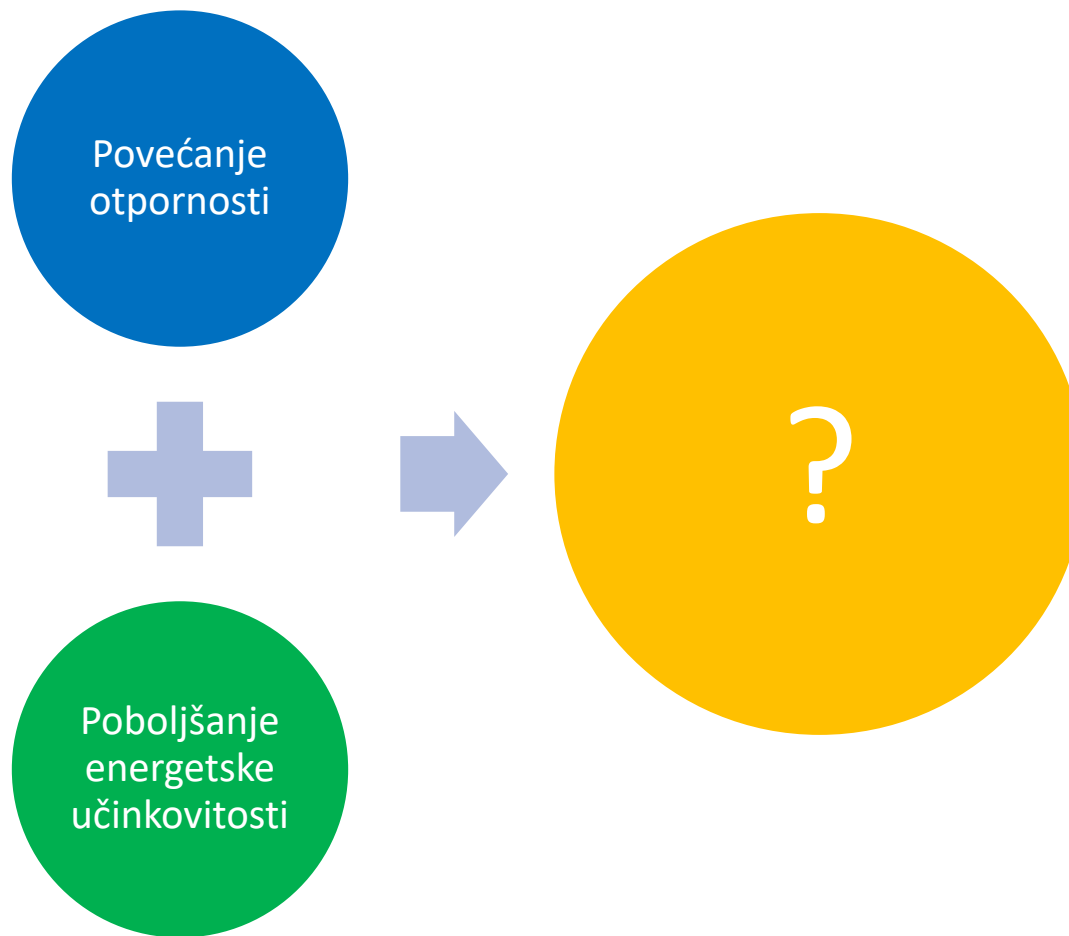 Povećanje
otpornosti
?
Poboljšanje
energetske
učinkovitosti